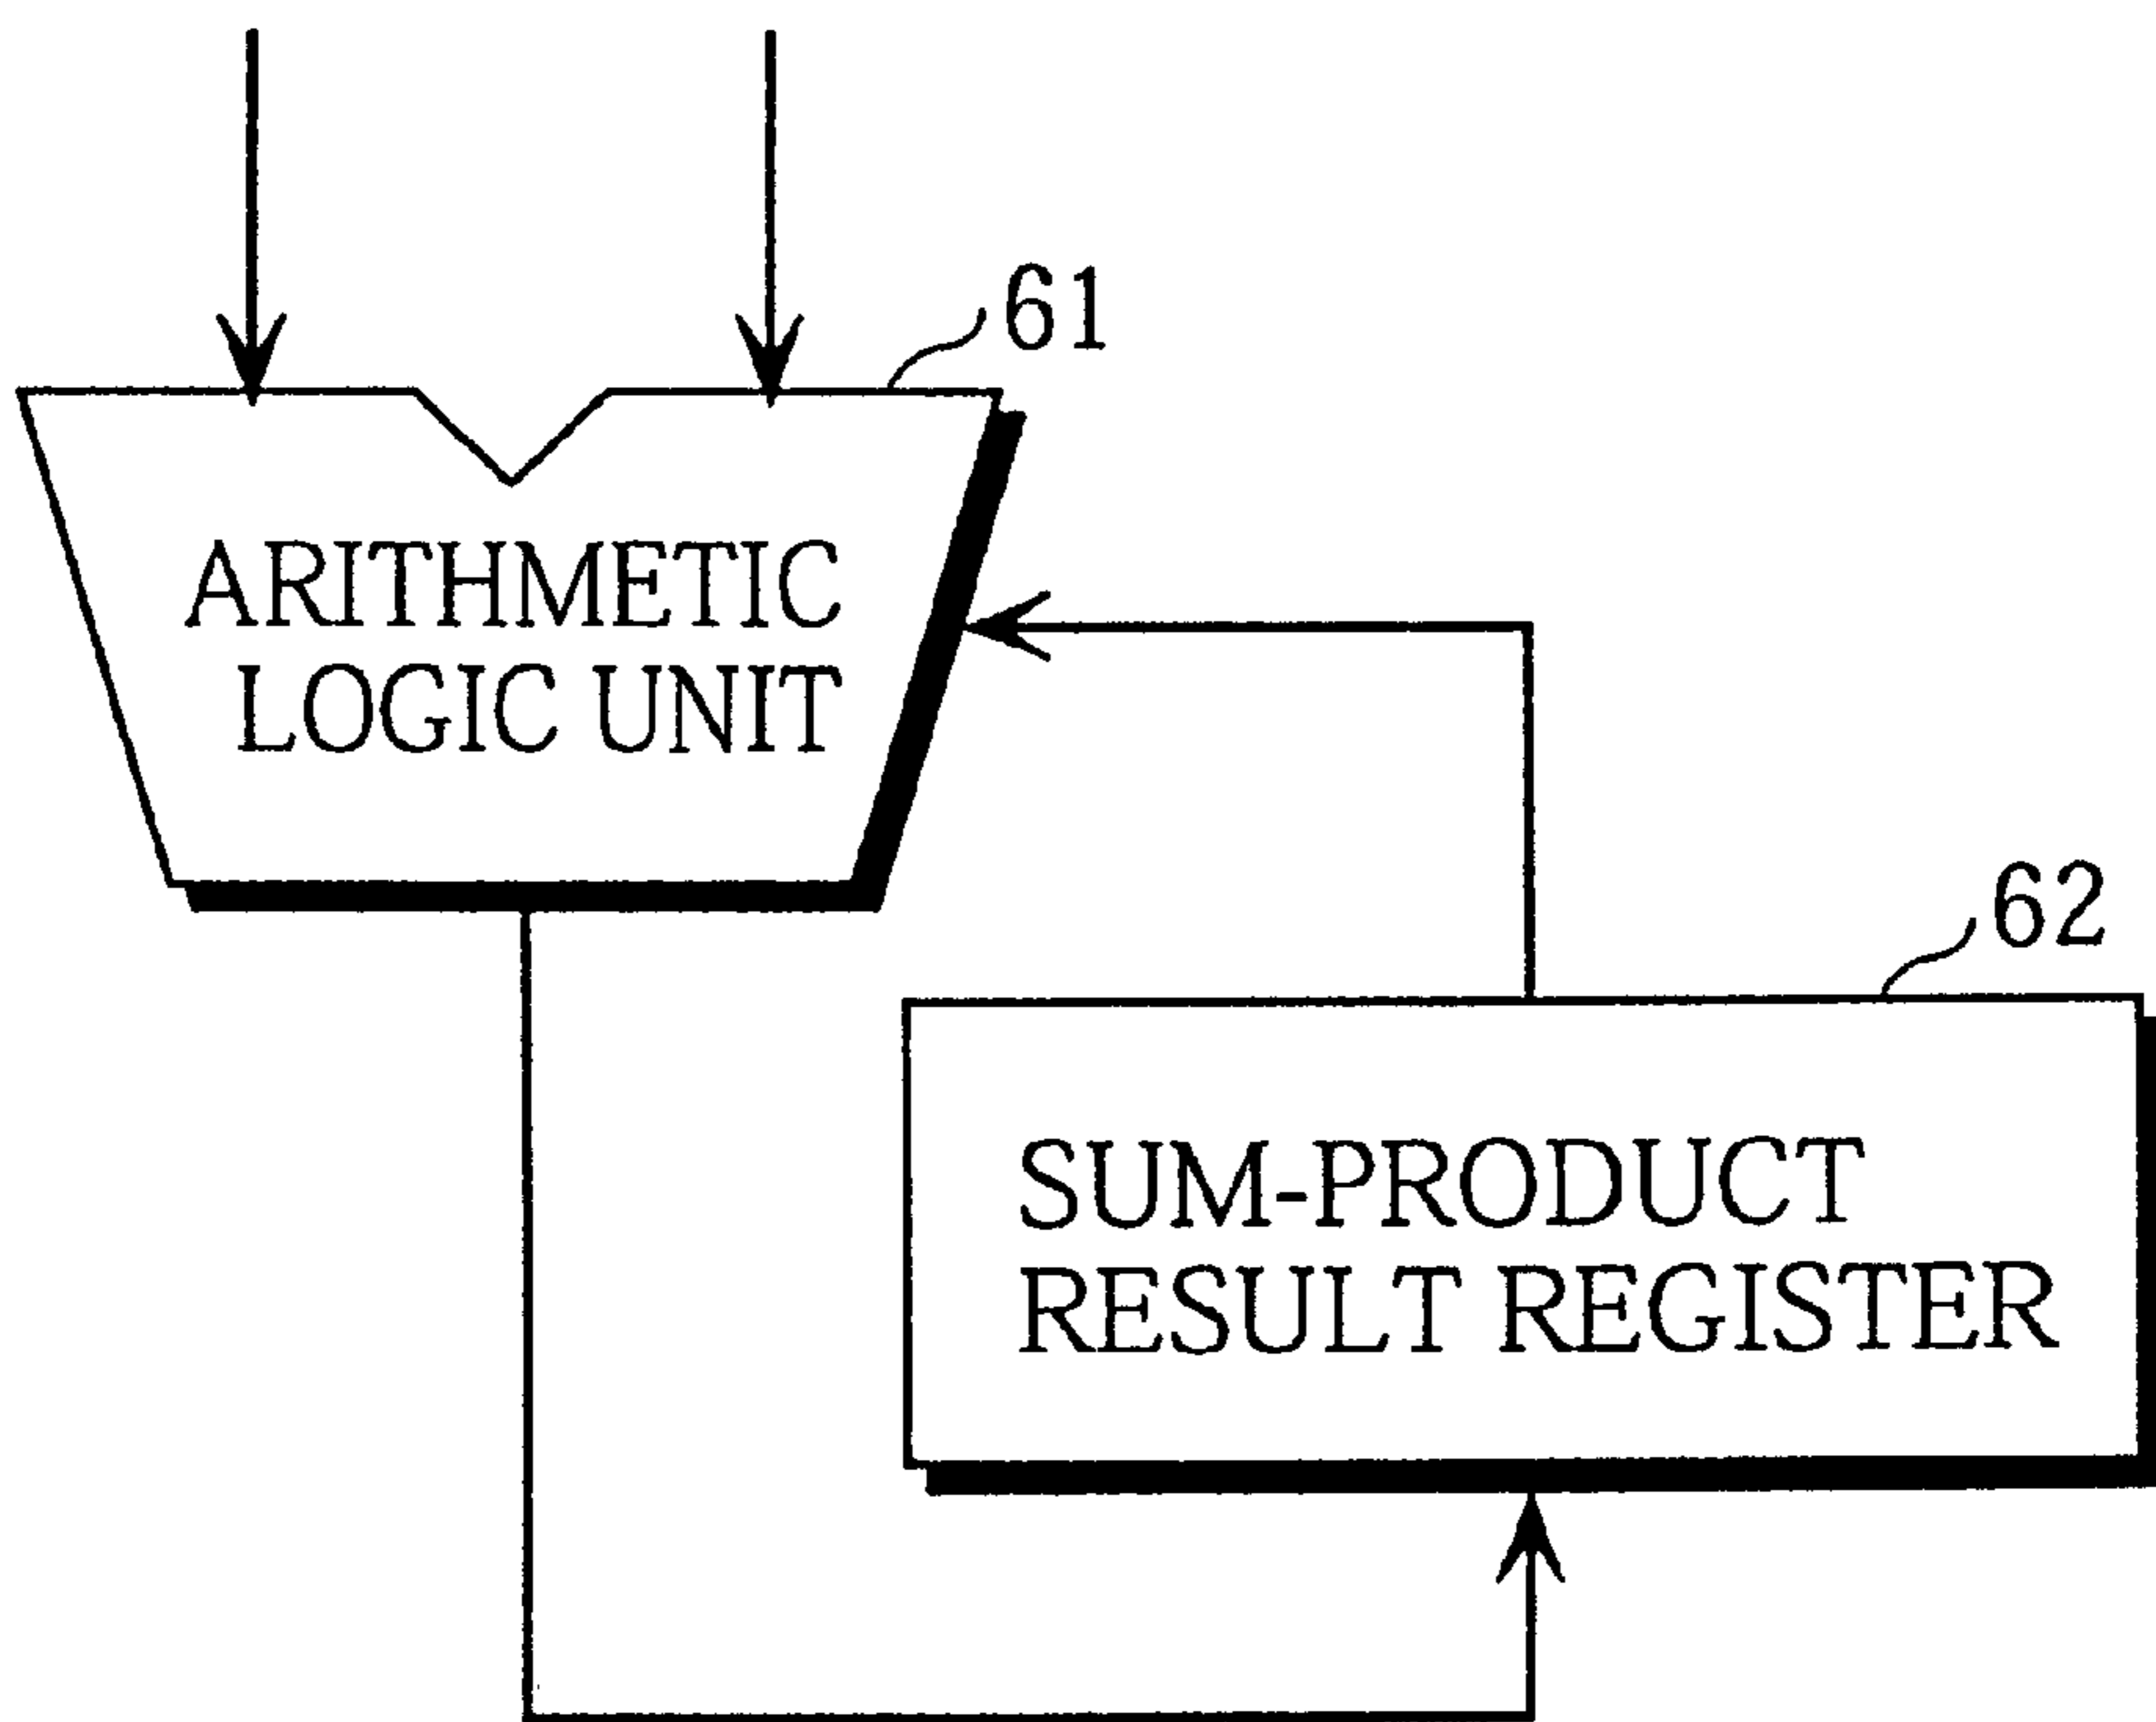 61
ARITHMETIC
LOGIC UNIT
62
SUM-PRODUCT
RESULT REGISTER